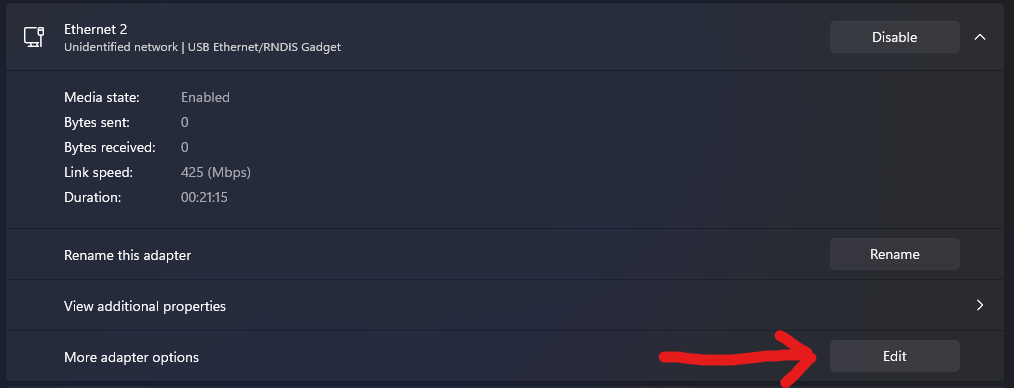 Ethernet 2
Unidentified network | USB Ethernet/RNDIS Gadget
Disable
Media state: Enabled
Bytes sent: 0
Bytes received: 0
Link speed: 425 (Mbps)
Duration: 00:21:15
Rename this adapter
Rename
View additional properties
More adapter options
Edit